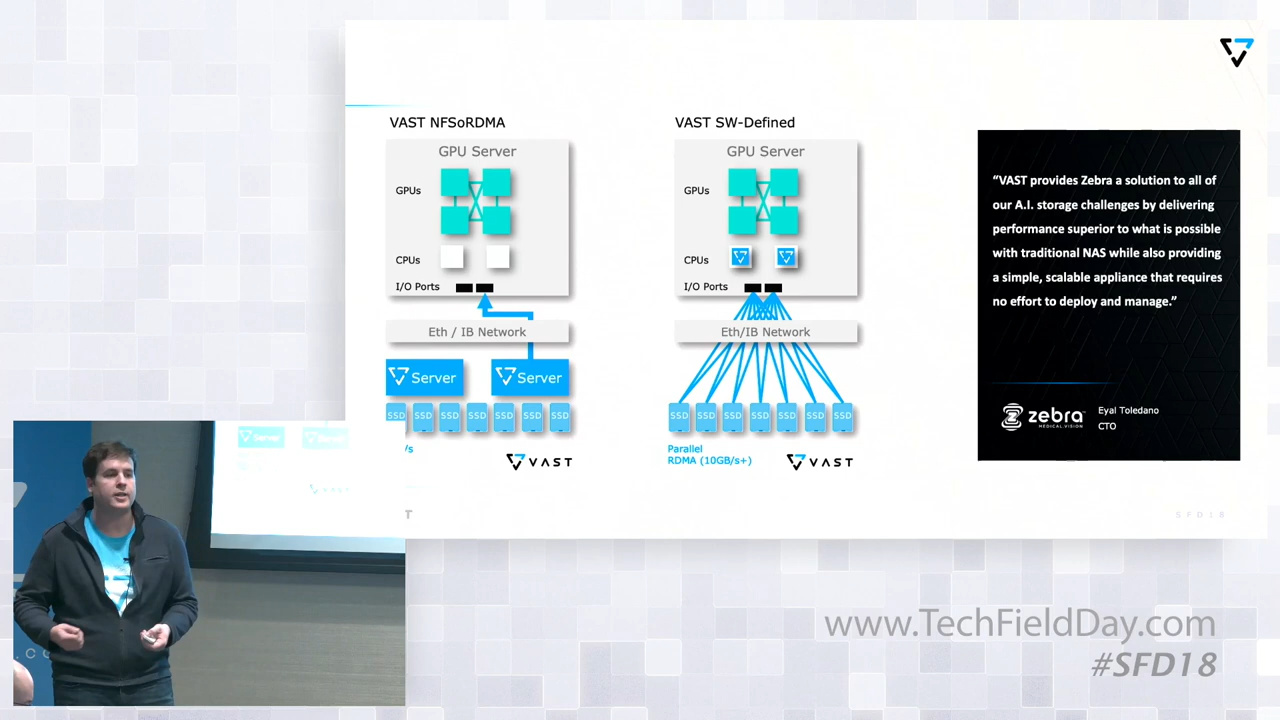 VAST NFSoRDMA
GPU Server
GPUs
CPUs
I/O Ports
Eth / IB Network
Server
Server
SSD
SSD
SSD
SSD
SSD
SSD
SSD
/s
VAST
T
VAST SW-Defined
GPU Server
GPUs
CPUs
I/O Ports
Eth/IB Network
SSD
SSD
SSD
SSD
SSD
SSD
SSD
Parallel
RDMA (10GB/s+)
VAST
“VAST provides Zebra a solution to all of
our A.I. storage challenges by delivering
performance superior to what is possible
with traditional NAS while also providing
a simple, scalable appliance that requires
no effort to deploy and manage.”
zebra
MEDICAL VISION
Eyal Toledano
CTO
SFD18
Server
www.TechFieldDay.com
#SFD18